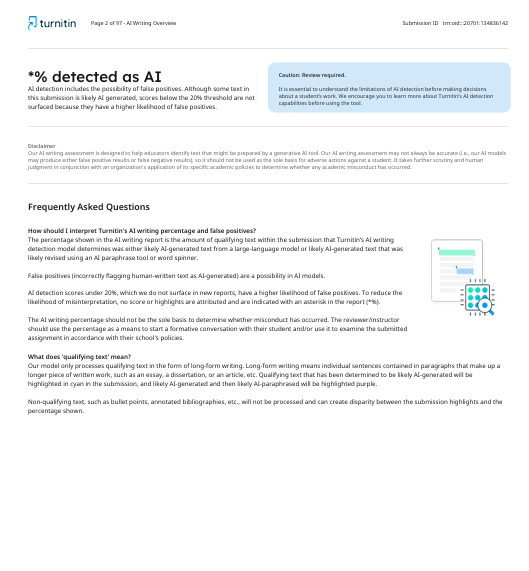 turnitin
Page 2 of 97 - AI Writing Overview
Submission ID trn:oid:::20701:134836142
*% detected as AI
AI detection includes the possibility of false positives. Although some text in
this submission is likely AI generated, scores below the 20% threshold are not
surfaced because they have a higher likelihood of false positives.
Caution: Review required.
It is essential to understand the limitations of AI detection before making decisions
about a student's work. We encourage you to learn more about Turnitin's AI detection
capabilities before using the tool.
Disclaimer
Our AI writing assessment is designed to help educators identify text that might be prepared by a generative AI tool. Our AI writing assessment may not always be accurate (i.e., our AI models
may produce either false positive results or false negative results), so it should not be used as the sole basis for adverse actions against a student. It takes further scrutiny and human
judgment in conjunction with an organization's application of its specific academic policies to determine whether any academic misconduct has occurred.
Frequently Asked Questions
How should I interpret Turnitin's AI writing percentage and false positives?
The percentage shown in the AI writing report is the amount of qualifying text within the submission that Turnitin's AI writing
detection model determines was either likely AI-generated text from a large-language model or likely AI-generated text that was
likely revised using an AI paraphrase tool or word spinner.
False positives (incorrectly flagging human-written text as AI-generated) are a possibility in AI models.
AI detection scores under 20%, which we do not surface in new reports, have a higher likelihood of false positives. To reduce the
likelihood of misinterpretation, no score or highlights are attributed and are indicated with an asterisk in the report (*%).
The AI writing percentage should not be the sole basis to determine whether misconduct has occurred. The reviewer/instructor
should use the percentage as a means to start a formative conversation with their student and/or use it to examine the submitted
assignment in accordance with their school's policies.
What does 'qualifying text' mean?
Our model only processes qualifying text in the form of long-form writing. Long-form writing means individual sentences contained in paragraphs that make up a
longer piece of written work, such as an essay, a dissertation, or an article, etc. Qualifying text that has been determined to be likely AI-generated will be
highlighted in cyan in the submission, and likely AI-generated and then likely AI-paraphrased will be highlighted purple.
Non-qualifying text, such as bullet points, annotated bibliographies, etc., will not be processed and can create disparity between the submission highlights and the
percentage shown.